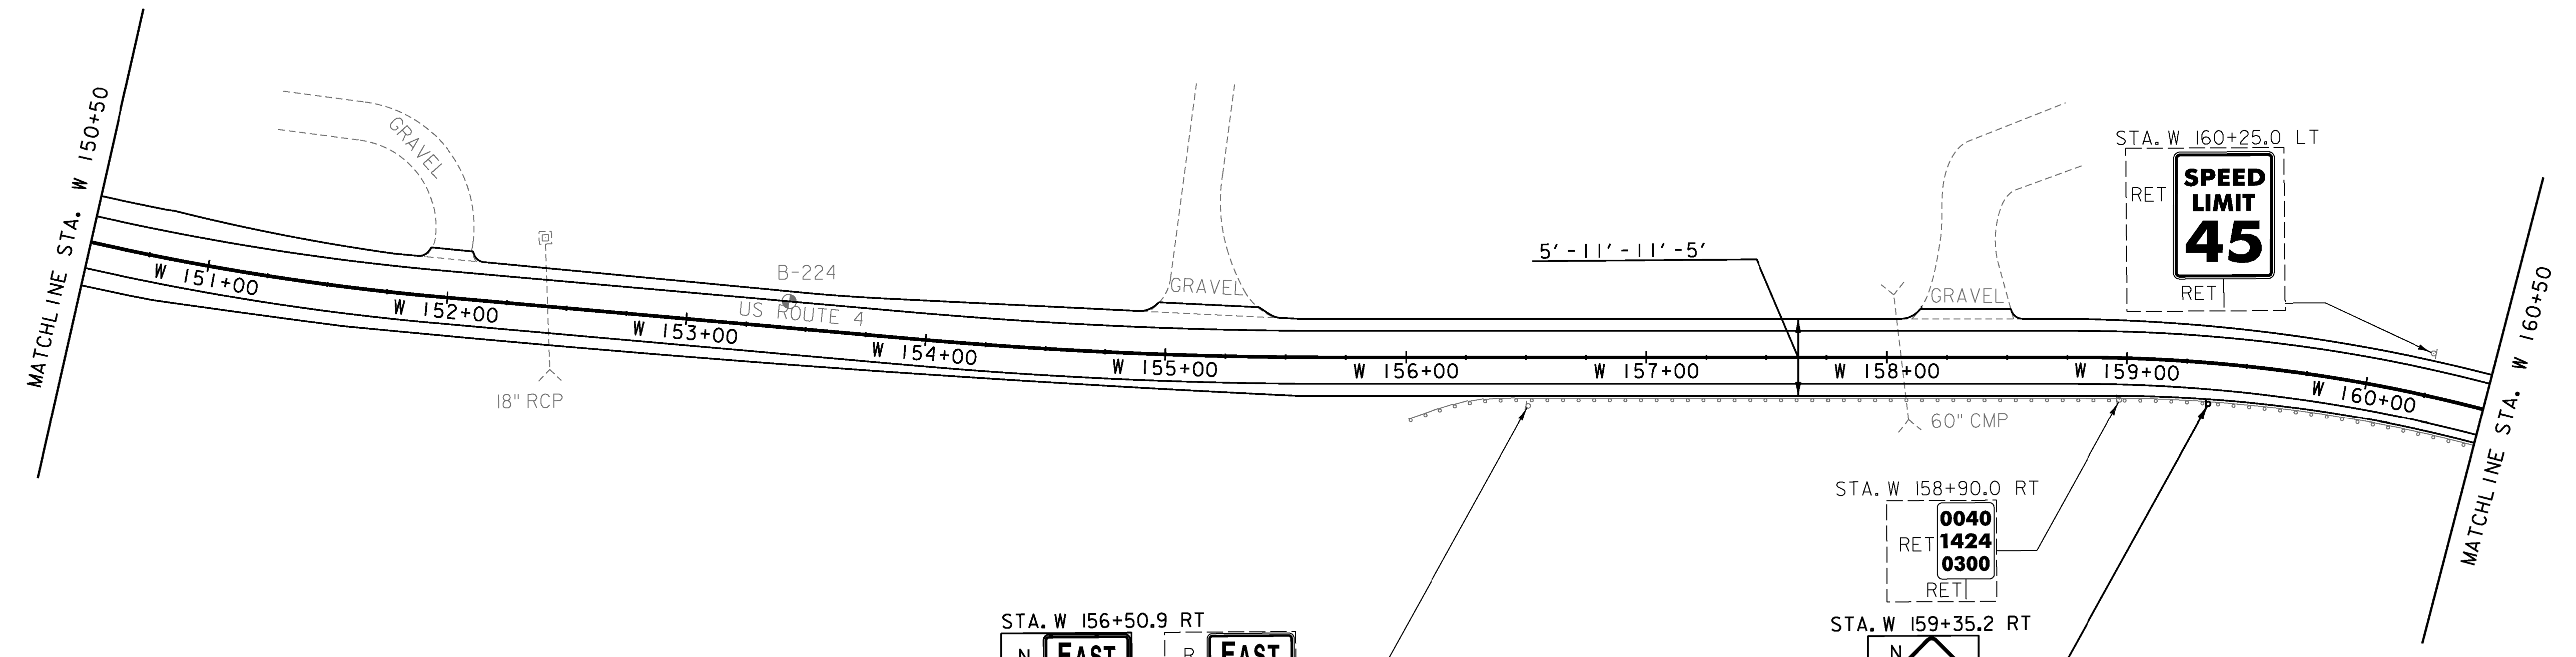 MATCHLINE STA. W 150+50
GRAVEL
W 151+00
W 152+00
18" RCP
B-224
US ROUTE 4
W 153+00
W 154+00
GRAVEL
W 155+00
5'-11'-11'-5'
W 156+00
W 157+00
W 158+00
GRAVEL
60" CMP
W 159+00
W 160+00
STA. W 160+25.0 LT
RET
SPEED
LIMIT
45
RET
MATCHLINE STA. W 160+50
STA. W 158+90.0 RT
RET
0040
1424
0300
RET
STA. W 156+50.9 RT
N
EAST
R
EAST
STA. W 159+35.2 RT
N